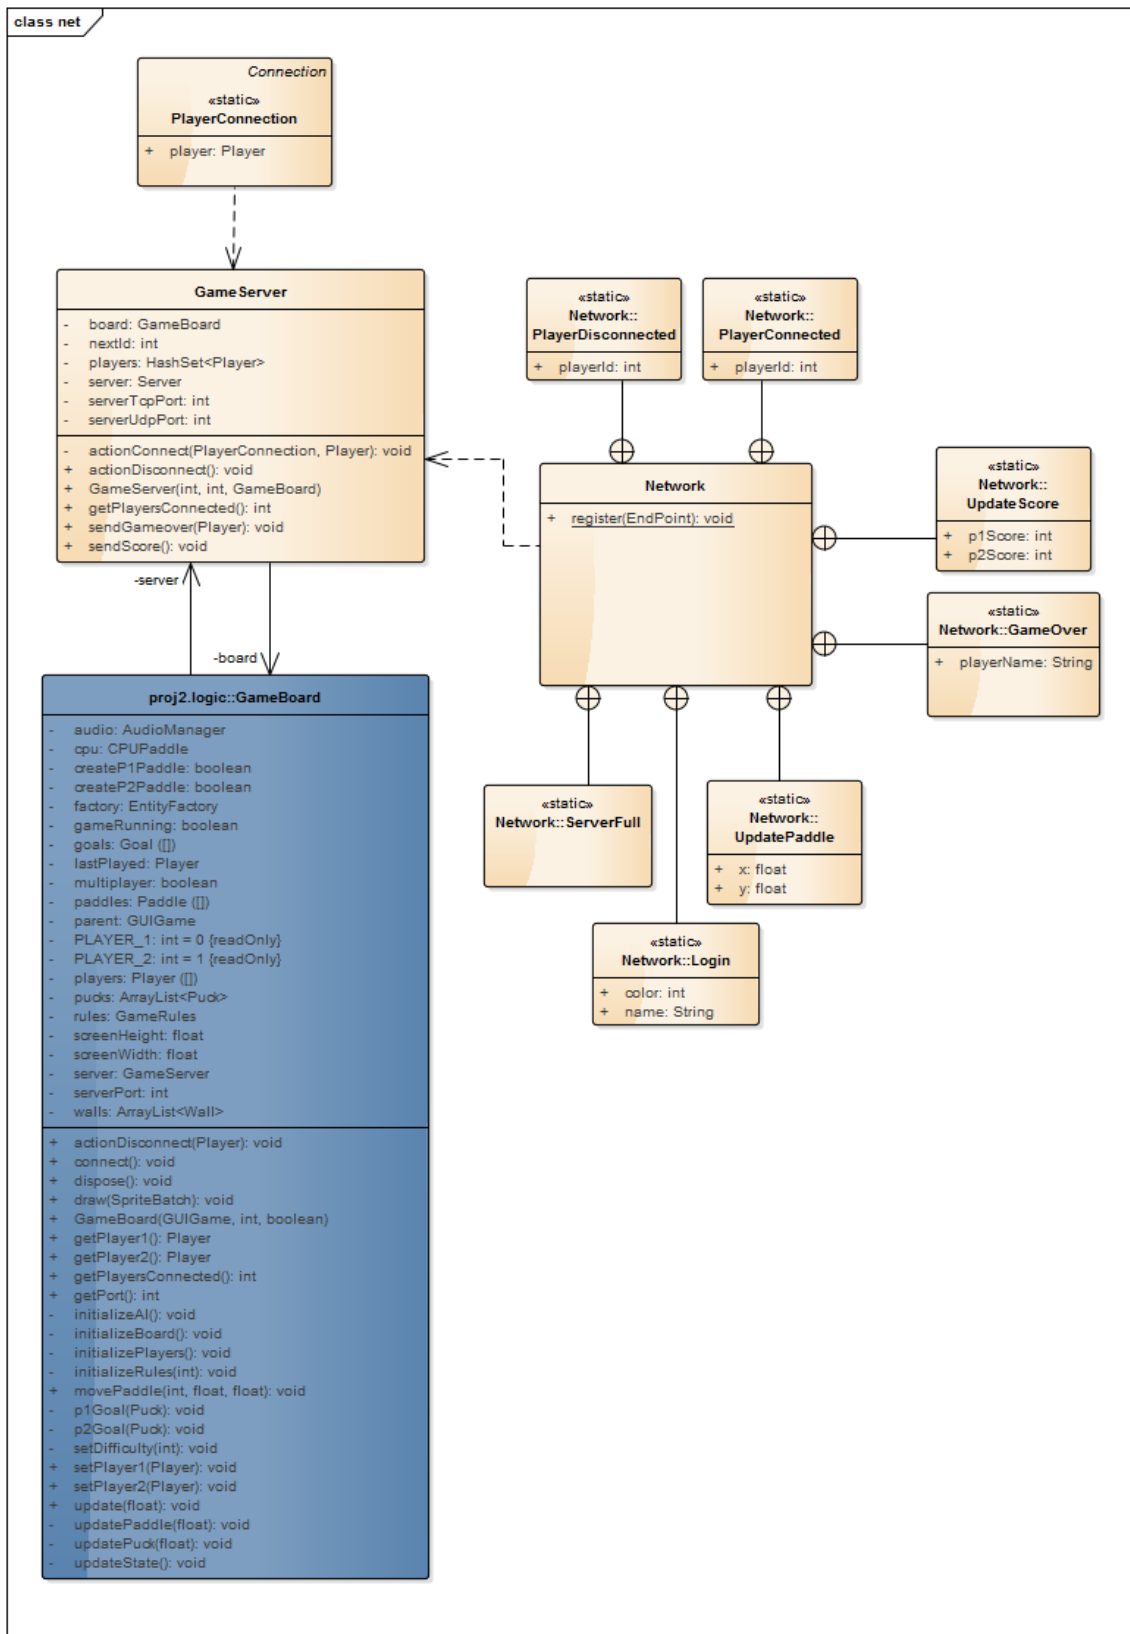 class net
Connection
«static»
PlayerConnection
+ player: Player
GameServer
- board: GameBoard
- nextId: int
- players: HashSet<Player>
- server: Server
- serverTcpPort: int
- serverUdpPort: int
- actionConnect(PlayerConnection, Player): void
+ actionDisconnect(): void
+ GameServer(int, int, GameBoard)
+ getPlayersConnected(): int
+ sendGameover(Player): void
+ sendScore(): void
-server
-board
proj2.logic::GameBoard
- audio: AudioManager
- cpu: CPUPaddle
- createP1Paddle: boolean
- createP2Paddle: boolean
- factory: EntityFactory
- gameRunning: boolean
- goals: Goal ([])
- lastPlayed: Player
- multiplayer: boolean
- paddles: Paddle ([])
- parent: GUIGame
- PLAYER_1: int = 0 {readOnly}
- PLAYER_2: int = 1 {readOnly}
- players: Player ([])
- pucks: ArrayList<Puck>
- rules: GameRules
- screenHeight: float
- screenWidth: float
- server: GameServer
- serverPort: int
- walls: ArrayList<Wall>
+ actionDisconnect(Player): void
+ connect(): void
+ dispose(): void
+ draw(SpriteBatch): void
+ GameBoard(GUIGame, int, boolean)
+ getPlayer1(): Player
+ getPlayer2(): Player
+ getPlayersConnected(): int
+ getPort(): int
- initializeAI(): void
- initializeBoard(): void
- initializePlayers(): void
- initializeRules(int): void
+ movePaddle(int, float, float): void
- p1Goal(Puck): void
- p2Goal(Puck): void
- setDifficulty(int): void
+ setPlayer1(Player): void
+ setPlayer2(Player): void
+ update(float): void
- updatePaddle(float): void
- updatePuck(float): void
- updateState(): void
«static»
Network::
PlayerDisconnected
+ playerId: int
«static»
Network::
PlayerConnected
+ playerId: int
Network
+ register(EndPoint): void
«static»
Network::
UpdateScore
+ p1Score: int
+ p2Score: int
«static»
Network::GameOver
+ playerName: String
«static»
Network::ServerFull
«static»
Network::
UpdatePaddle
+ x: float
+ y: float
«static»
Network::Login
+ color: int
+ name: String